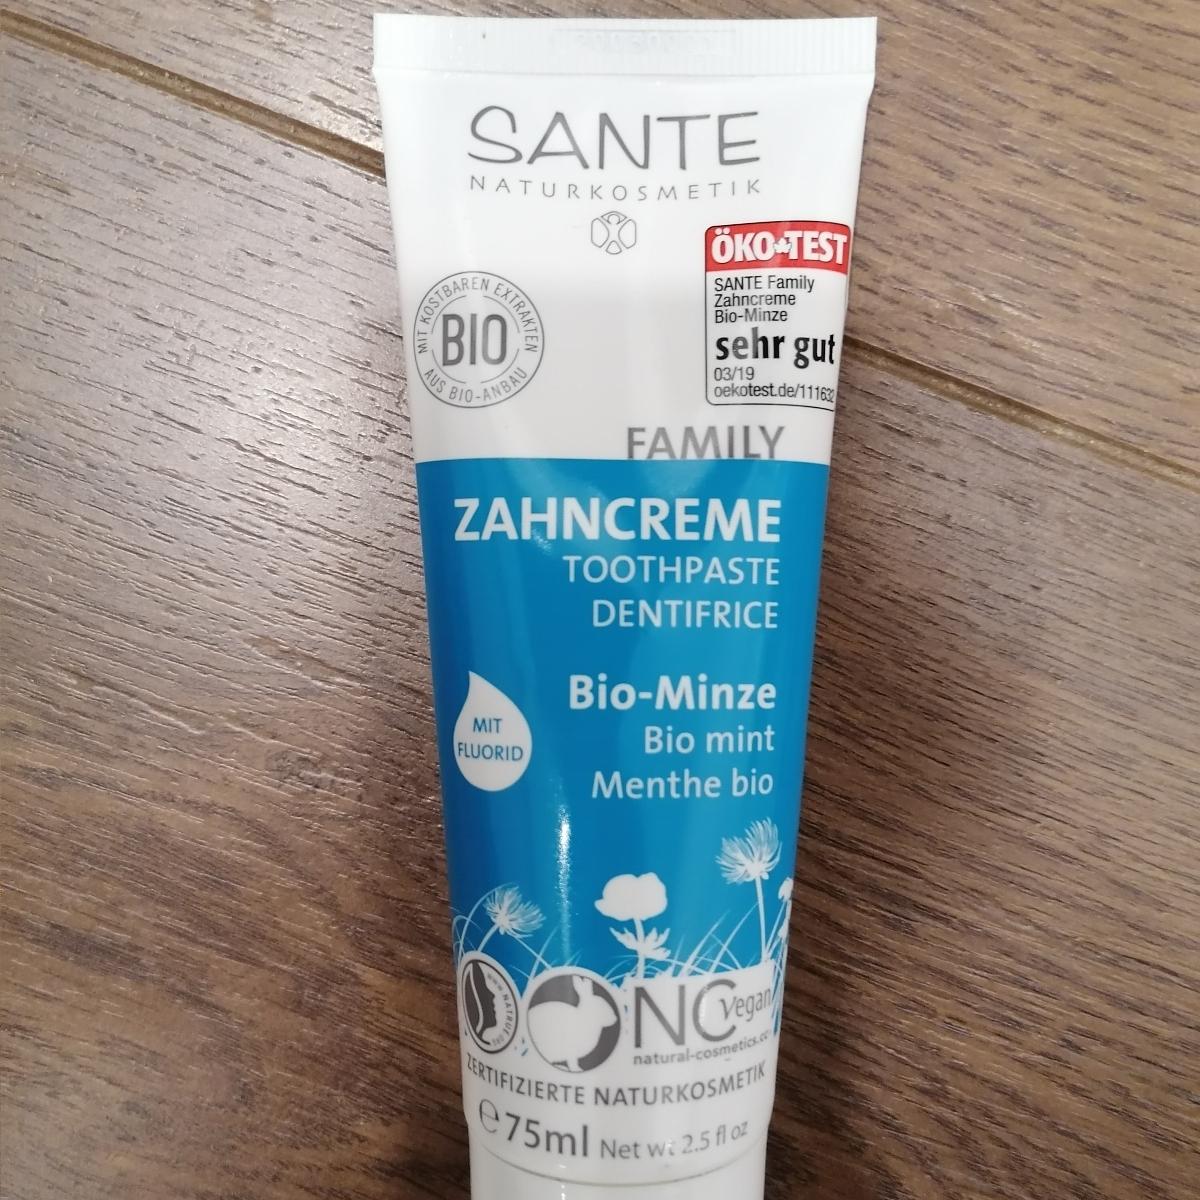 SANTE
NATURKOSMETIK
MIT KOSTBAREN EXTRAKTEN
BIO
AUS BIO-ANBAU
ÖKO TEST
SANTE Family
Zahncreme
Bio-Minze
sehr gut
03/19
oekotest.de/111632
FAMILY
ZAHNCREME
TOOTHPASTE
DENTIFRICE
Bio-Minze
Bio mint
Menthe bio
MIT
FLUORID
NC vegan
natural-cosmetics.cc
ZERTIFIZIERTE NATURKOSMETIK
e 75ml Net wt 2.5 fl oz